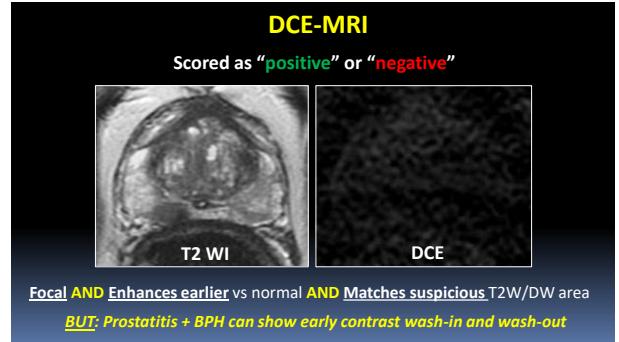 DCE-MRI
Scored as “positive” or “negative”
T2 WI
DCE
Focal AND Enhances earlier vs normal AND Matches suspicious T2W/DW area
BUT: Prostatitis + BPH can show early contrast wash-in and wash-out